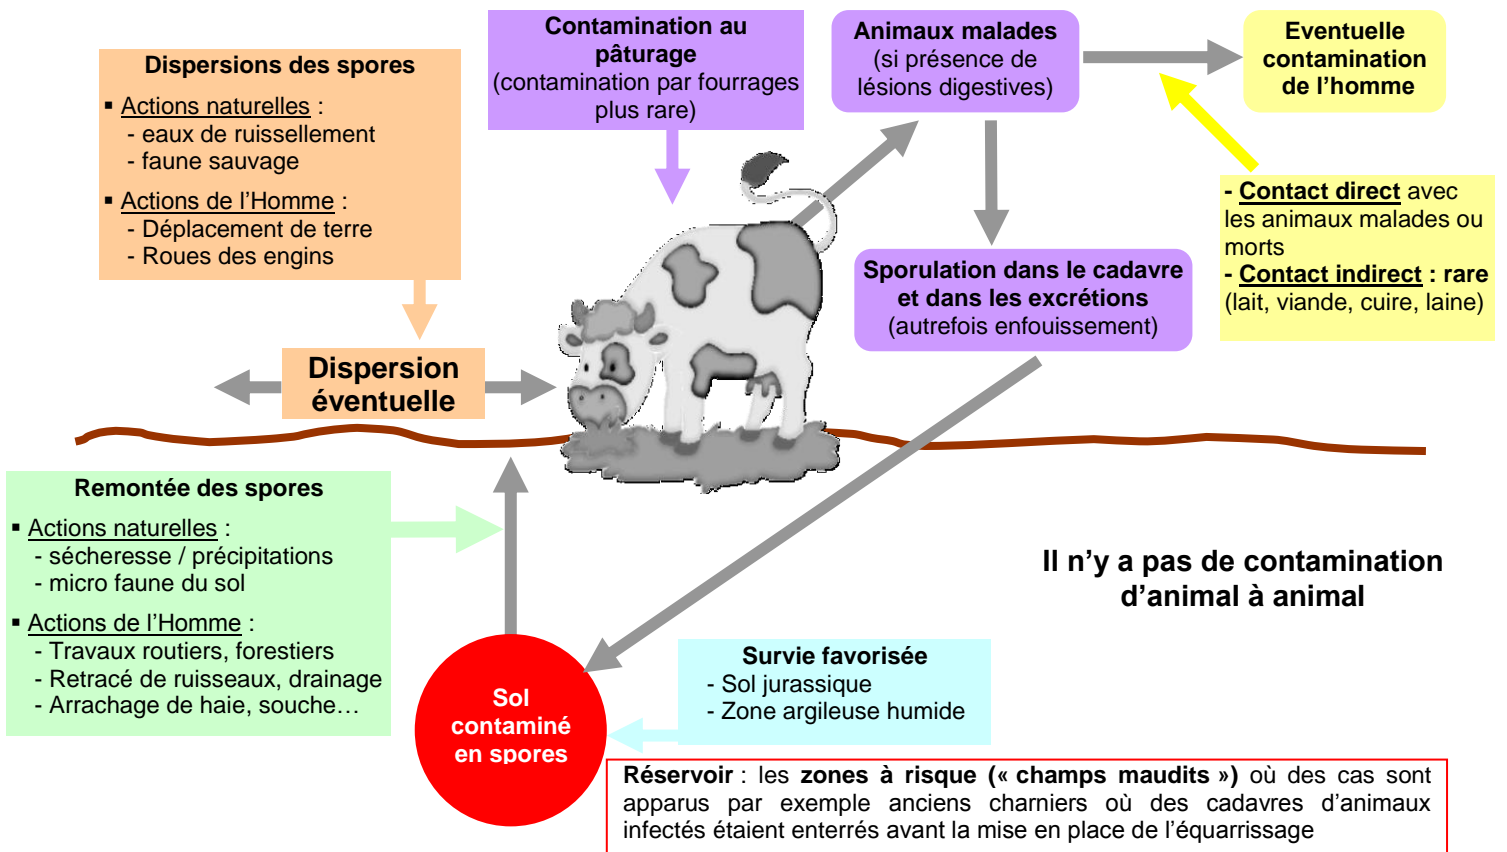 Dispersions des spores
▪ Actions naturelles :
- eaux de ruissellement
- faune sauvage
▪ Actions de l'Homme :
- Déplacement de terre
- Roues des engins
Contamination au
pâturage
(contamination par fourrages
plus rare)
Animaux malades
(si présence de
lésions digestives)
Eventuelle
contamination
de l'homme
- Contact direct avec
les animaux malades ou
morts
- Contact indirect : rare
(lait, viande, cuire, laine)
Sporulation dans le cadavre
et dans les excrétions
(autrefois enfouissement)
Dispersion
éventuelle
Remontée des spores
▪ Actions naturelles :
- sécheresse / précipitations
- micro faune du sol
▪ Actions de l'Homme :
- Travaux routiers, forestiers
- Retracé de ruisseaux, drainage
- Arrachage de haie, souche…
Il n'y a pas de contamination
d'animal à animal
Sol
contaminé
en spores
Survie favorisée
- Sol jurassique
- Zone argileuse humide
Réservoir : les zones à risque (« champs maudits ») où des cas sont
apparus par exemple anciens charniers où des cadavres d'animaux
infectés étaient enterrés avant la mise en place de l'équarrissage